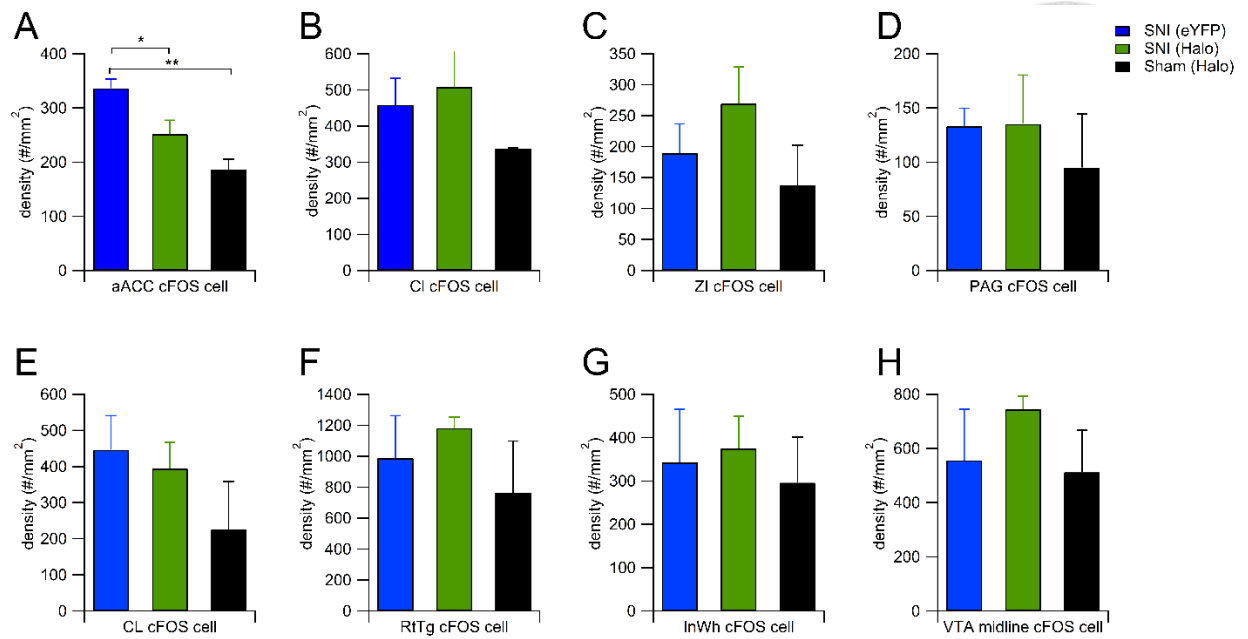 A
*
**
400
300
200
100
0
density (#/mm²)
aACC cFOS cell
B
600
500
400
300
200
100
0
density (#/mm²)
Cl cFOS cell
C
350
300
250
200
150
100
50
0
density (#/mm²)
ZI cFOS cell
D
200
150
100
50
0
density (#/mm²)
PAG cFOS cell
SNI (eYFP)
SNI (Halo)
Sham (Halo)
E
600
500
400
300
200
100
0
density (#/mm²)
CL cFOS cell
F
1400
1200
1000
800
600
400
200
0
density (#/mm²)
RtTg cFOS cell
G
500
400
300
200
100
0
density (#/mm²)
InWh cFOS cell
H
800
600
400
200
0
density (#/mm²)
VTA midline cFOS cell